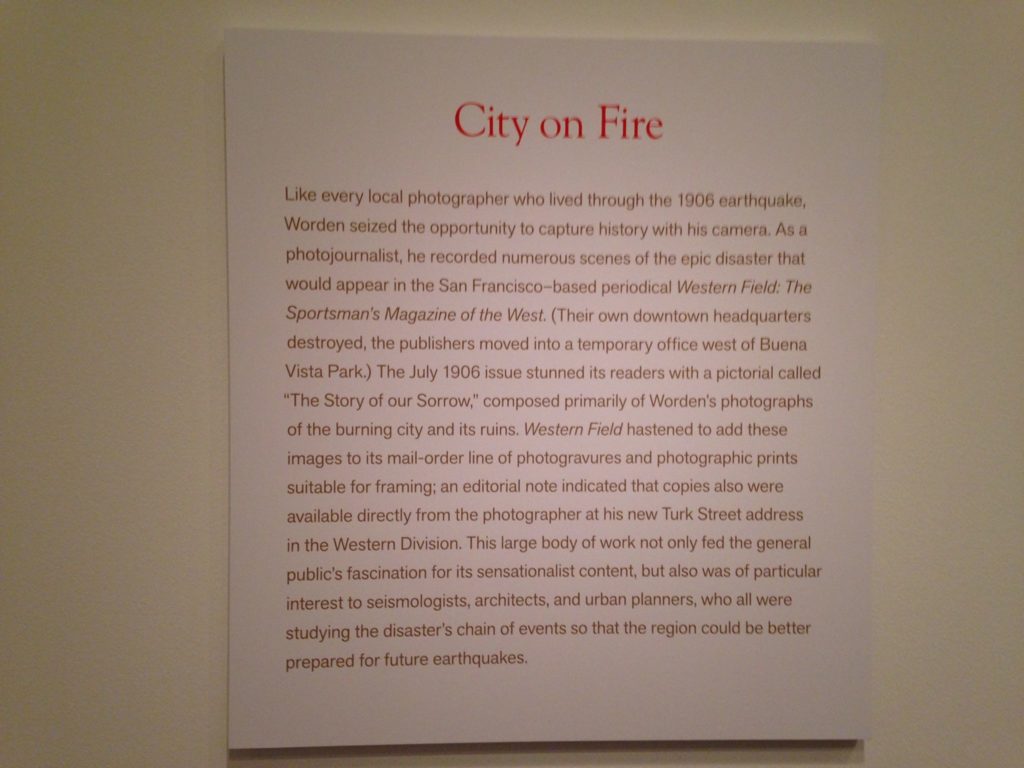 City on Fire
Like every local photographer who lived through the 1906 earthquake,
Worden seized the opportunity to capture history with his camera. As a
photojournalist, he recorded numerous scenes of the epic disaster that
would appear in the San Francisco–based periodical Western Field: The
Sportsman's Magazine of the West. (Their own downtown headquarters
destroyed, the publishers moved into a temporary office west of Buena
Vista Park.) The July 1906 issue stunned its readers with a pictorial called
“The Story of our Sorrow,” composed primarily of Worden's photographs
of the burning city and its ruins. Western Field hastened to add these
images to its mail-order line of photogravures and photographic prints
suitable for framing; an editorial note indicated that copies also were
available directly from the photographer at his new Turk Street address
in the Western Division. This large body of work not only fed the general
public's fascination for its sensationalist content, but also was of particular
interest to seismologists, architects, and urban planners, who all were
studying the disaster's chain of events so that the region could be better
prepared for future earthquakes.